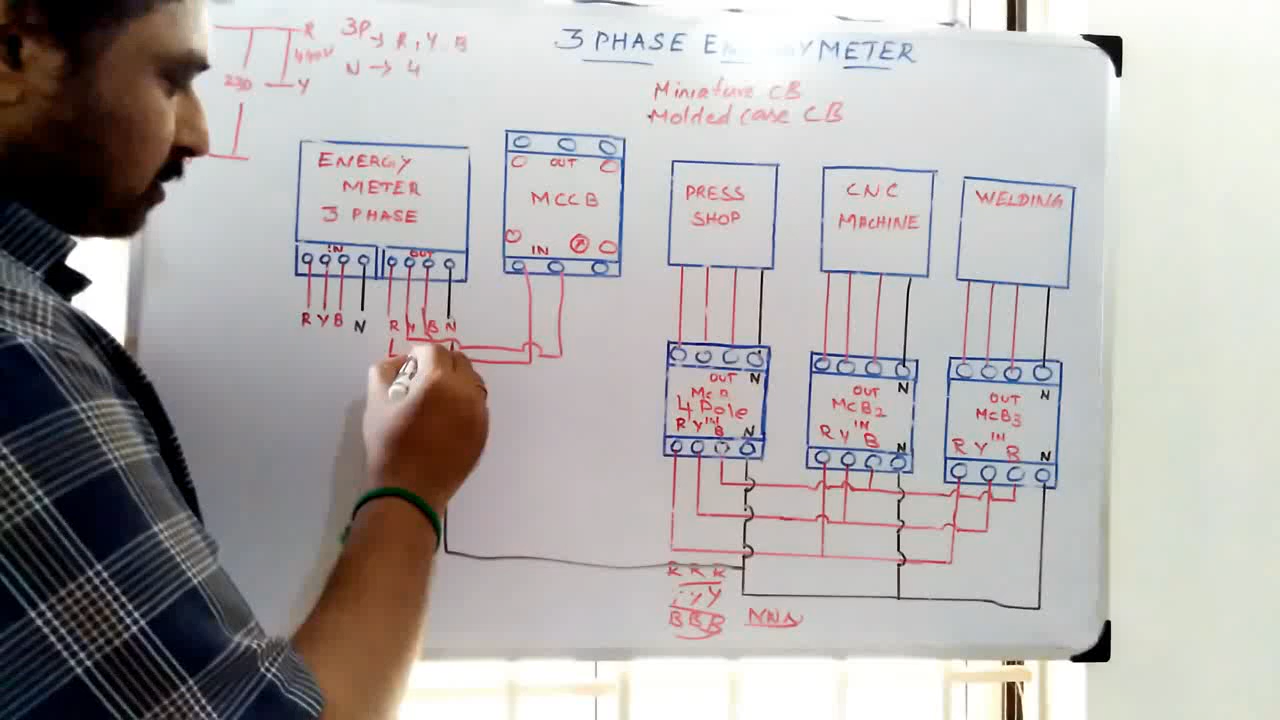 3 PHASE E YMETER
Miniature CB
Molded case CB
R
3P → R, Y, B
440V
N → 4
230
Y
ENERGY
METER
3 PHASE
IN
OUT
R Y B N
R Y B N
OUT
MCCB
IN
PRESS
SHOP
CNC
MACHINE
WELDING
OUT N
4 Pole
R Y IN B N
OUT N
McB2
IN
R Y B N
OUT N
McB3
IN
R Y B N
R R R
Y Y
B B B
N N N